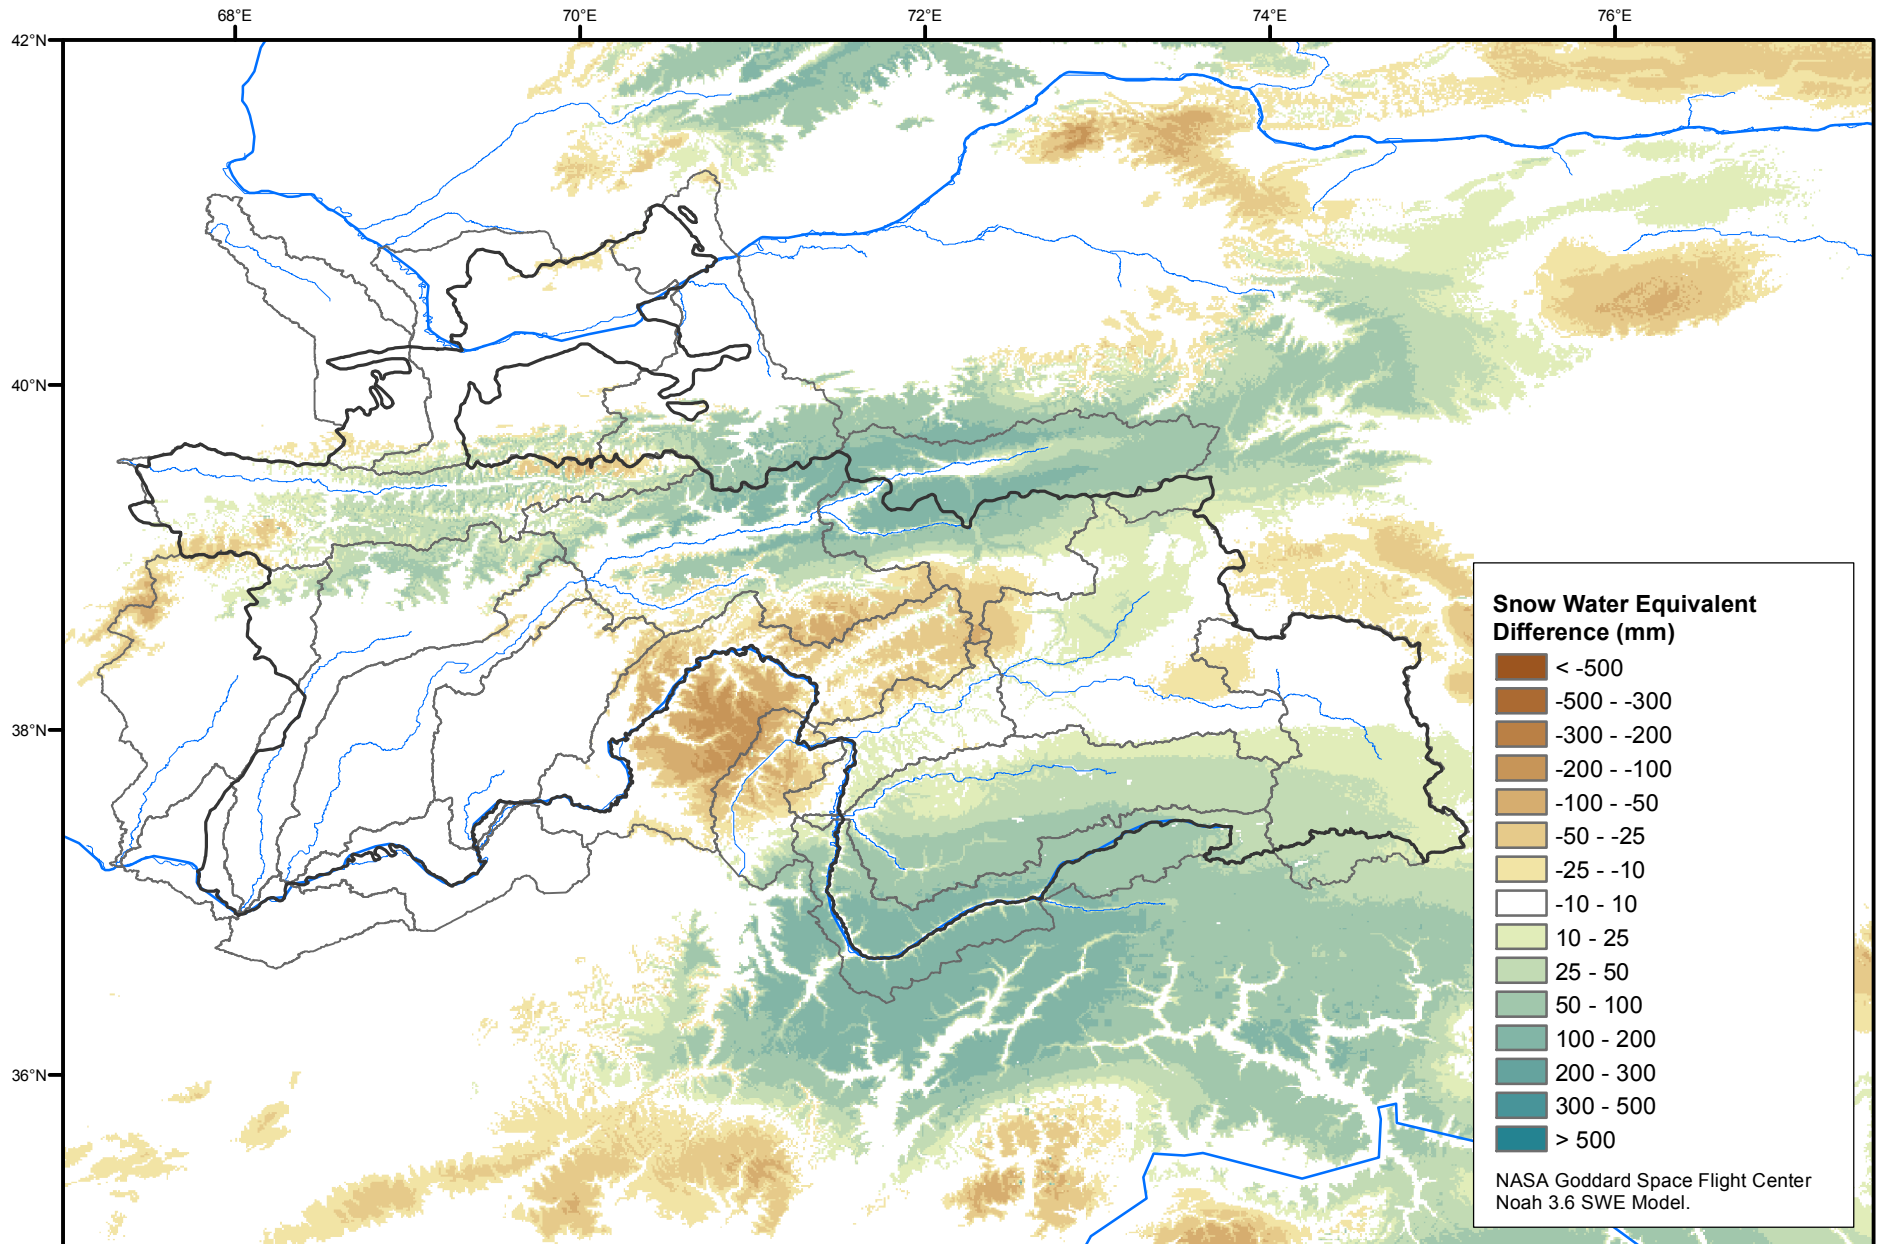 68°E
70°E
72°E
74°E
76°E
42°N
40°N
38°N
36°N
Snow Water Equivalent
Difference (mm)
< -500
-500 - -300
-300 - -200
-200 - -100
-100 - -50
-50 - -25
-25 - -10
-10 - 10
10 - 25
25 - 50
50 - 100
100 - 200
200 - 300
300 - 500
> 500
NASA Goddard Space Flight Center
Noah 3.6 SWE Model.